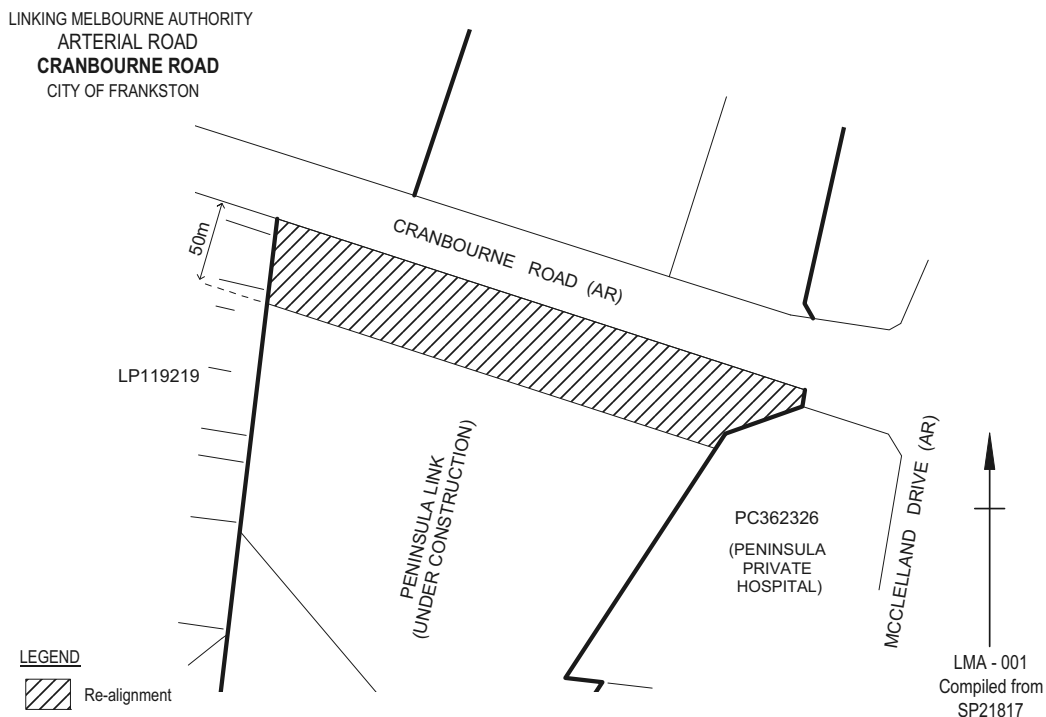 LINKING MELBOURNE AUTHORITY
ARTERIAL ROAD
CRANBOURNE ROAD
CITY OF FRANKSTON
50m
CRANBOURNE ROAD (AR)
LP119219
PENINSULA LINK
(UNDER CONSTRUCTION)
PC362326
(PENINSULA
PRIVATE
HOSPITAL)
MCCLELLAND DRIVE (AR)
LEGEND
Re-alignment
LMA - 001
Compiled from
SP21817